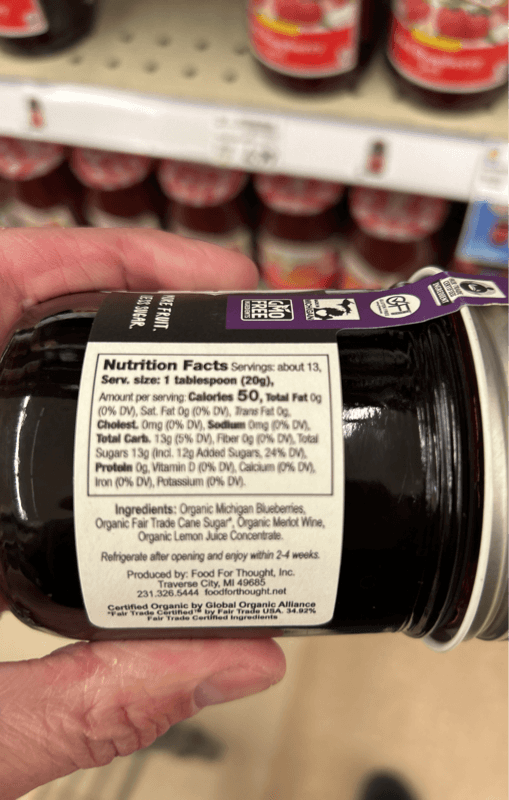 MORE FRUIT.
LESS SUGAR.
GMO
FREE
MICHIGAN
GFT
Nutrition Facts Servings: about 13,
Serv. size: 1 tablespoon (20g),
Amount per serving: Calories 50, Total Fat 0g
(0% DV), Sat. Fat 0g (0% DV), Trans Fat 0g,
Cholest. 0mg (0% DV), Sodium 0mg (0% DV),
Total Carb. 13g (5% DV), Fiber 0g (0% DV), Total
Sugars 13g (Incl. 12g Added Sugars, 24% DV),
Protein 0g, Vitamin D (0% DV), Calcium (0% DV),
Iron (0% DV), Potassium (0% DV).
Ingredients: Organic Michigan Blueberries,
Organic Fair Trade Cane Sugar*, Organic Merlot Wine,
Organic Lemon Juice Concentrate.
Refrigerate after opening and enjoy within 2-4 weeks.
Produced by: Food For Thought, Inc.
Traverse City, MI 49685
231.326.5444 foodforthought.net
Certified Organic by Global Organic Alliance
*Fair Trade Certified™ by Fair Trade USA. 34.92%
Fair Trade Certified Ingredients